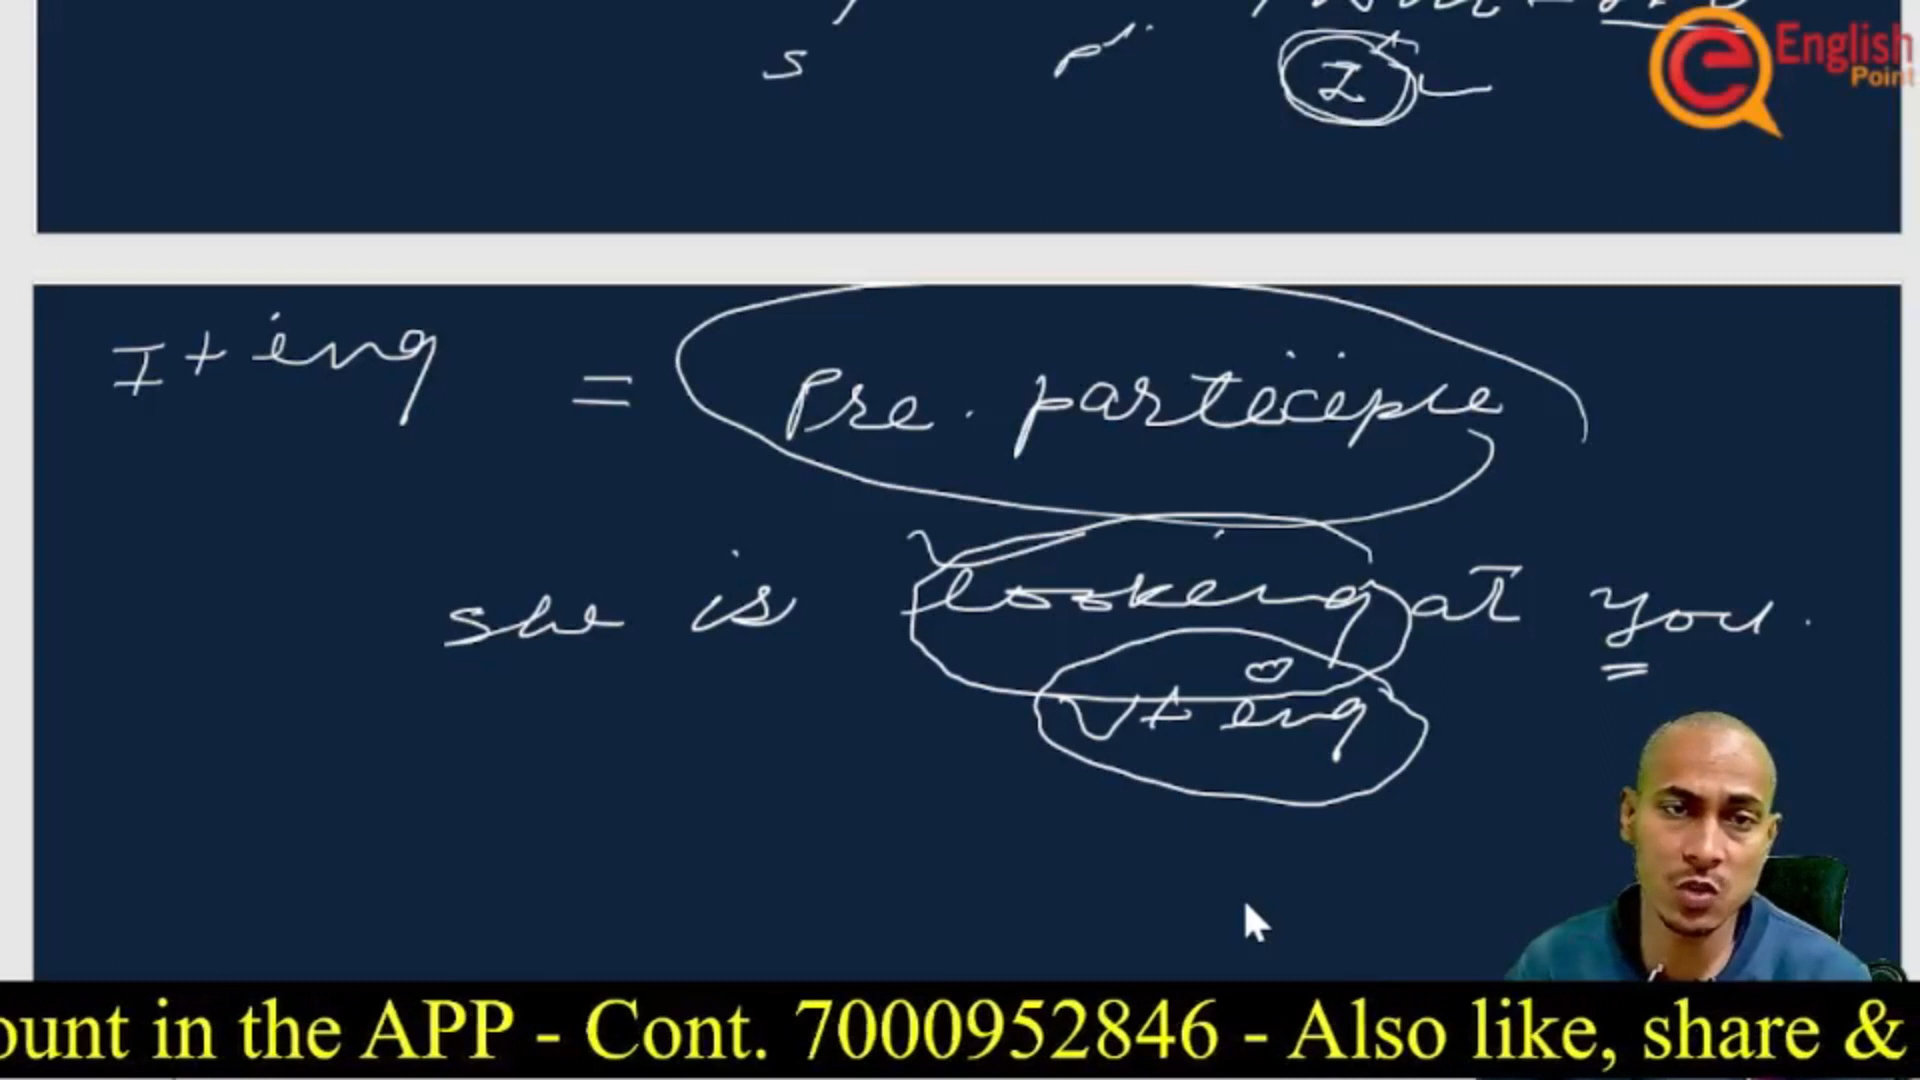 English
Point
s pl.
I
I + ing = Pre. participle
she is looking at you.
V + ing
ount in the APP - Cont. 7000952846 - Also like, share &